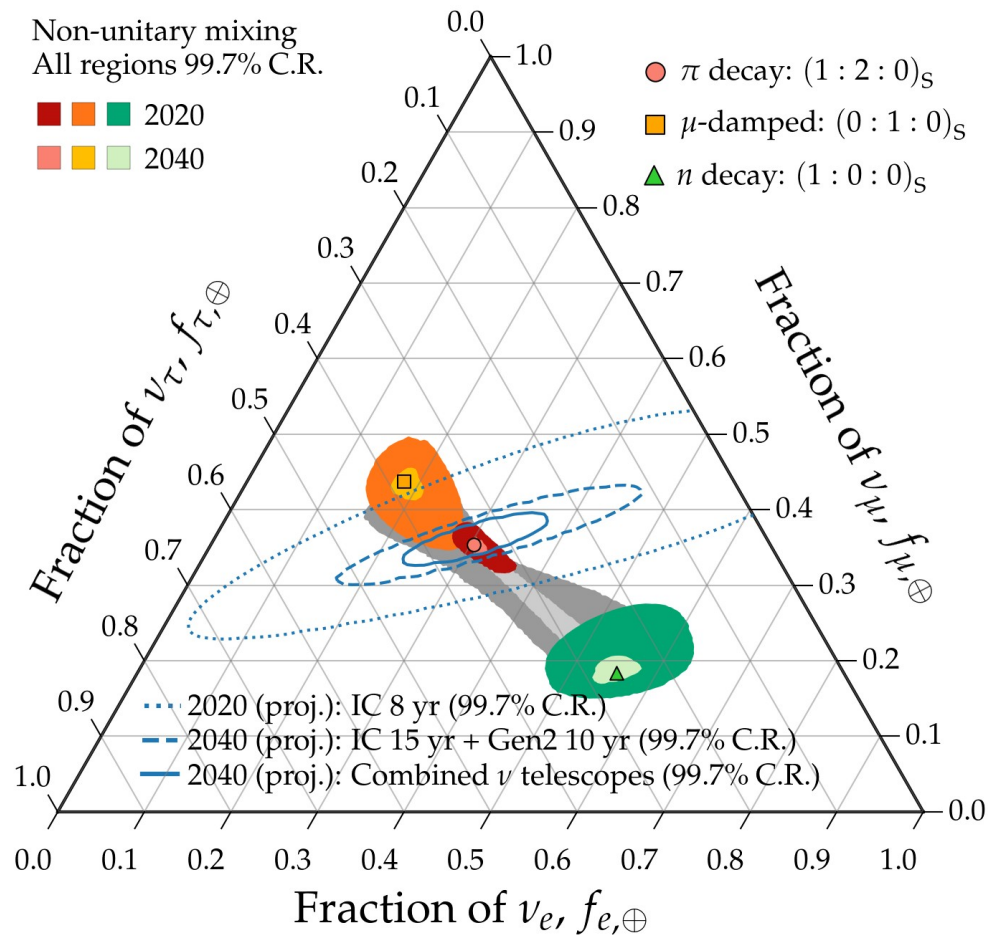 Non-unitary mixing
All regions 99.7% C.R.
2020
2040
π decay: (1 : 2 : 0)S
μ-damped: (0 : 1 : 0)S
n decay: (1 : 0 : 0)S
Fraction of ντ, fτ,⊕
0.0
0.1
0.2
0.3
0.4
0.5
0.6
0.7
0.8
0.9
1.0
Fraction of νμ, fμ,⊕
1.0
0.9
0.8
0.7
0.6
0.5
0.4
0.3
0.2
0.1
0.0
2020 (proj.): IC 8 yr (99.7% C.R.)
2040 (proj.): IC 15 yr + Gen2 10 yr (99.7% C.R.)
2040 (proj.): Combined ν telescopes (99.7% C.R.)
0.0 0.1 0.2 0.3 0.4 0.5 0.6 0.7 0.8 0.9 1.0
Fraction of νe, fe,⊕